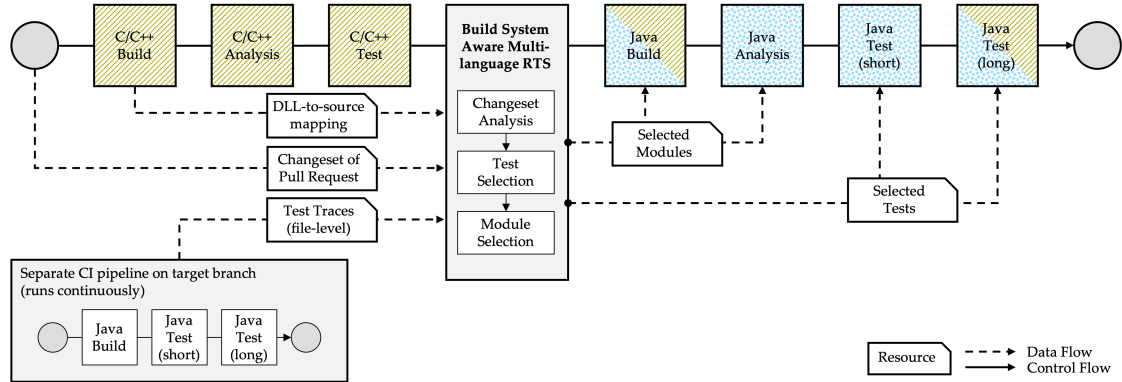 C/C++
Build
C/C++
Analysis
C/C++
Test
Build System
Aware Multi-
language RTS
Java
Build
Java
Analysis
Java
Test
(short)
Java
Test
(long)
DLL-to-source
mapping
Changeset
Analysis
Selected
Modules
Changeset of
Pull Request
Test
Selection
Selected
Tests
Test Traces
(file-level)
Module
Selection
Separate CI pipeline on target branch
(runs continuously)
Java
Build
Java
Test
(short)
Java
Test
(long)
Resource
Data Flow
Control Flow